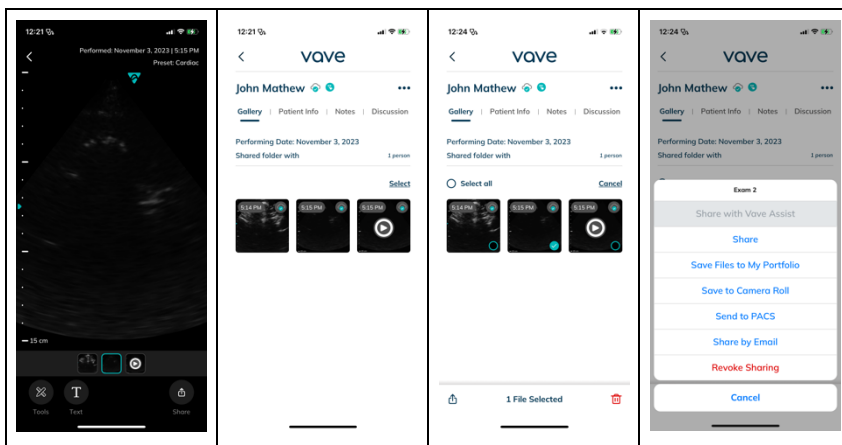 12:21
Performed: November 3, 2023 | 5:15 PM
Preset: Cardiac
15 cm
Tools
Text
Share
12:21
vave
John Mathew
Gallery | Patient Info | Notes | Discussion
Performing Date: November 3, 2023
Shared folder with 1 person
Select
5:14 PM 5:15 PM 5:15 PM
12:24
vave
John Mathew
Gallery | Patient Info | Notes | Discussion
Performing Date: November 3, 2023
Shared folder with 1 person
Select all Cancel
5:14 PM 5:15 PM 5:15 PM
1 File Selected
12:24
vave
John Mathew
Gallery | Patient Info | Notes | Discussion
Performing Date: November 3, 2023
Shared folder with 1 person
Exam 2
Share with Vave Assist
Share
Save Files to My Portfolio
Save to Camera Roll
Send to PACS
Share by Email
Revoke Sharing
Cancel